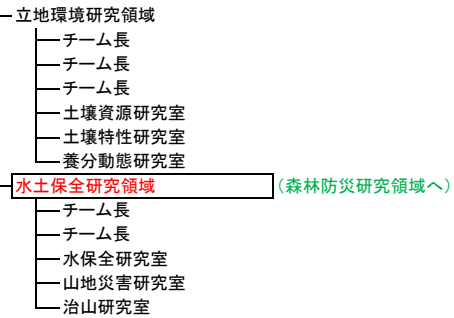 立地環境研究領域
チーム長
チーム長
チーム長
土壌資源研究室
土壌特性研究室
養分動態研究室
水土保全研究領域 (森林防災研究領域へ)
チーム長
チーム長
水保全研究室
山地災害研究室
治山研究室